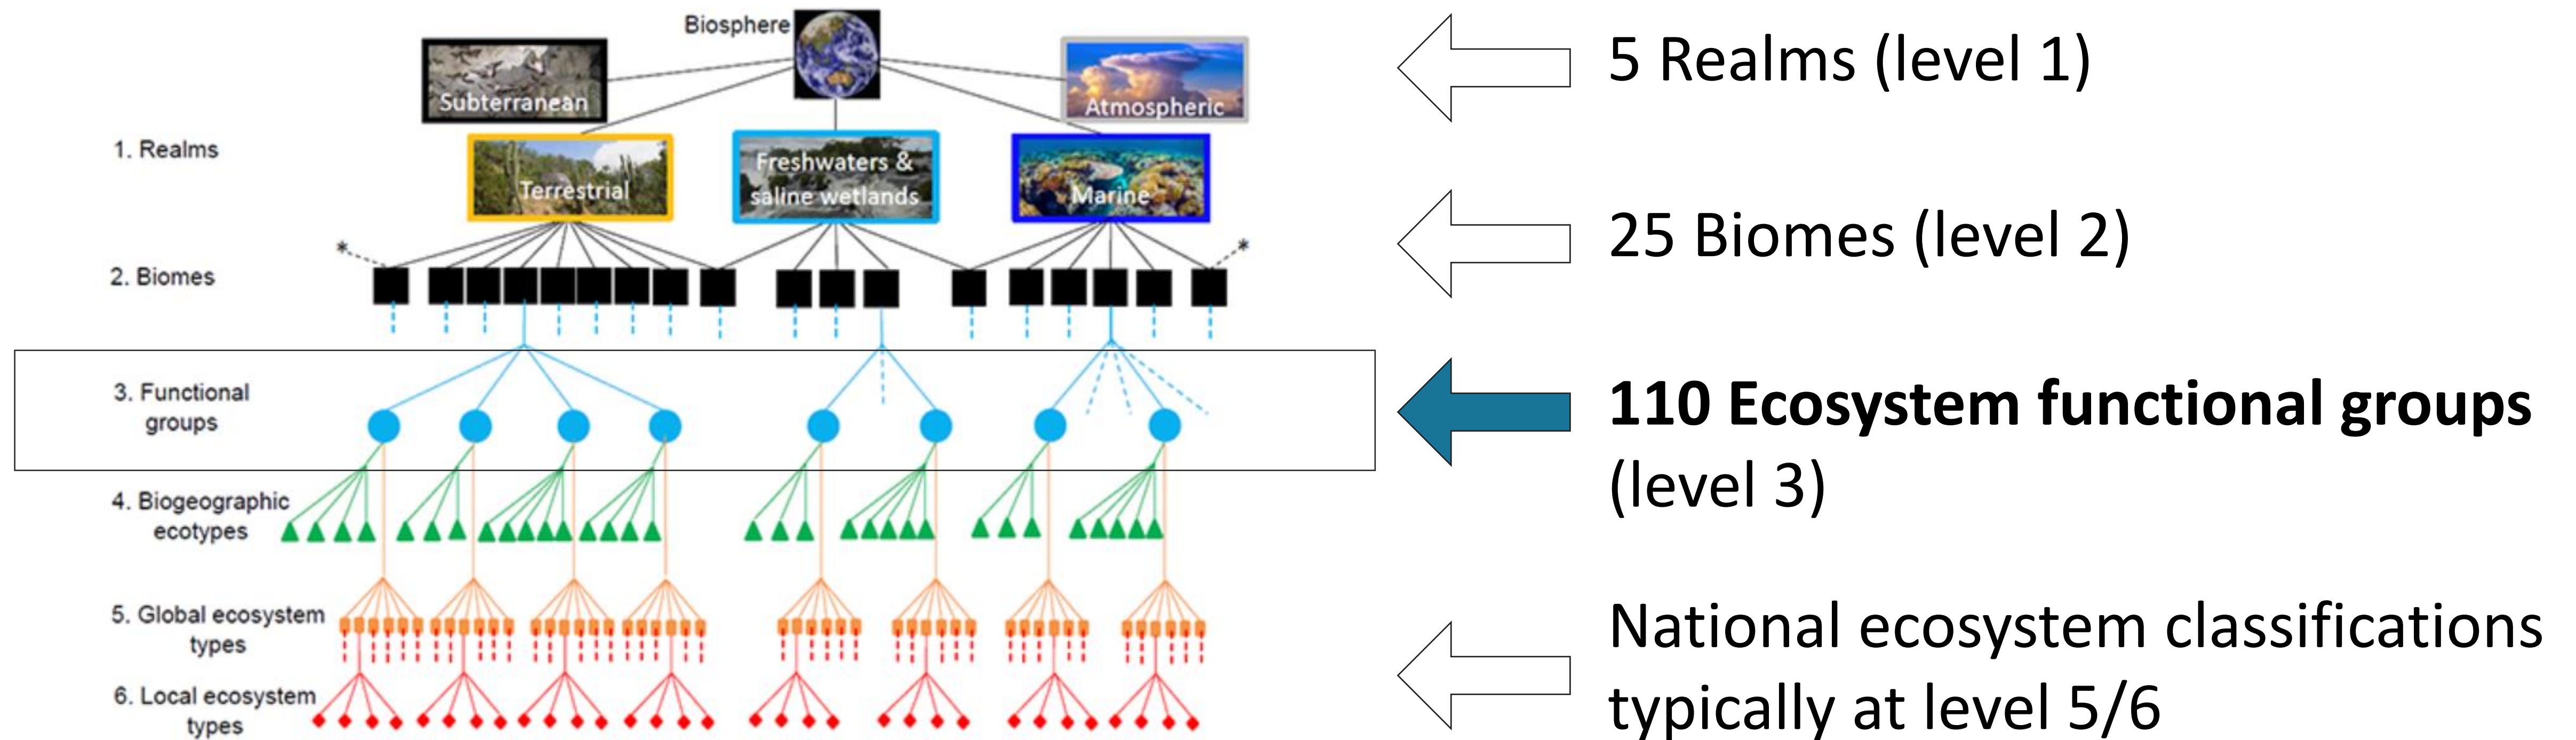 Biosphere
Subterranean
Atmospheric
1. Realms
Terrestrial
Freshwaters &
saline wetlands
Marine
*
*
2. Biomes
3. Functional
groups
4. Biogeographic
ecotypes
5. Global ecosystem
types
6. Local ecosystem
types
5 Realms (level 1)
25 Biomes (level 2)
110 Ecosystem functional groups
(level 3)
National ecosystem classifications
typically at level 5/6